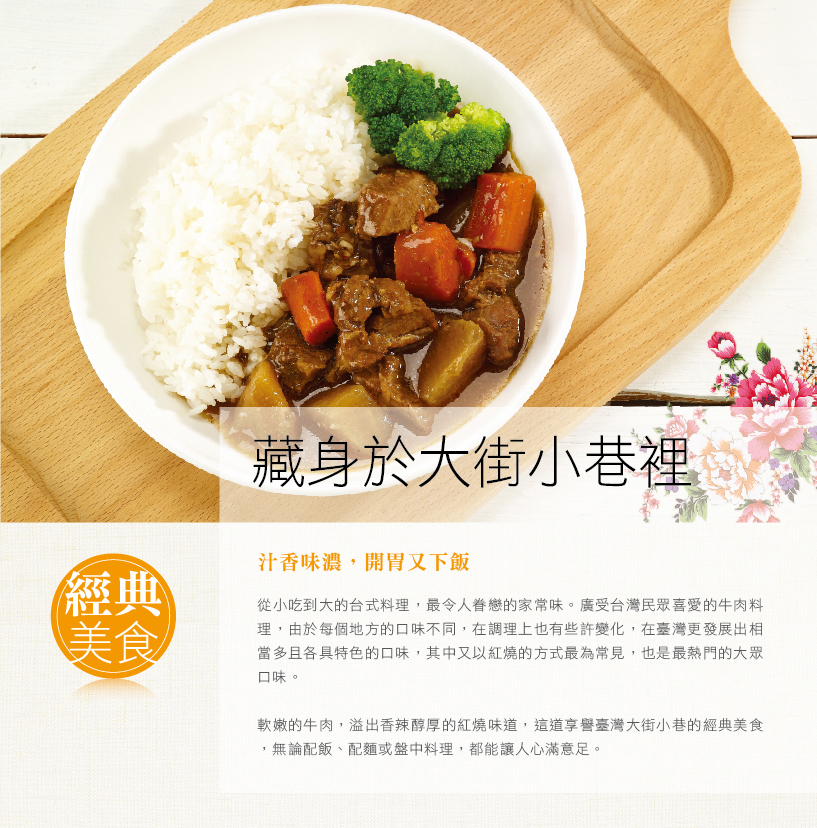 藏身於大街小巷裡
經典
美食
汁香味濃，開胃又下飯
從小吃到大的台式料理，最令人眷戀的家常味。廣受台灣民眾喜愛的牛肉料
理，由於每個地方的口味不同，在調理上也有些許變化，在臺灣更發展出相
當多且各具特色的口味，其中又以紅燒的方式最為常見，也是最熱門的大眾
口味。
軟嫩的牛肉，溢出香辣醇厚的紅燒味道，這道享譽臺灣大街小巷的經典美食
，無論配飯、配麵或盤中料理，都能讓人心滿意足。